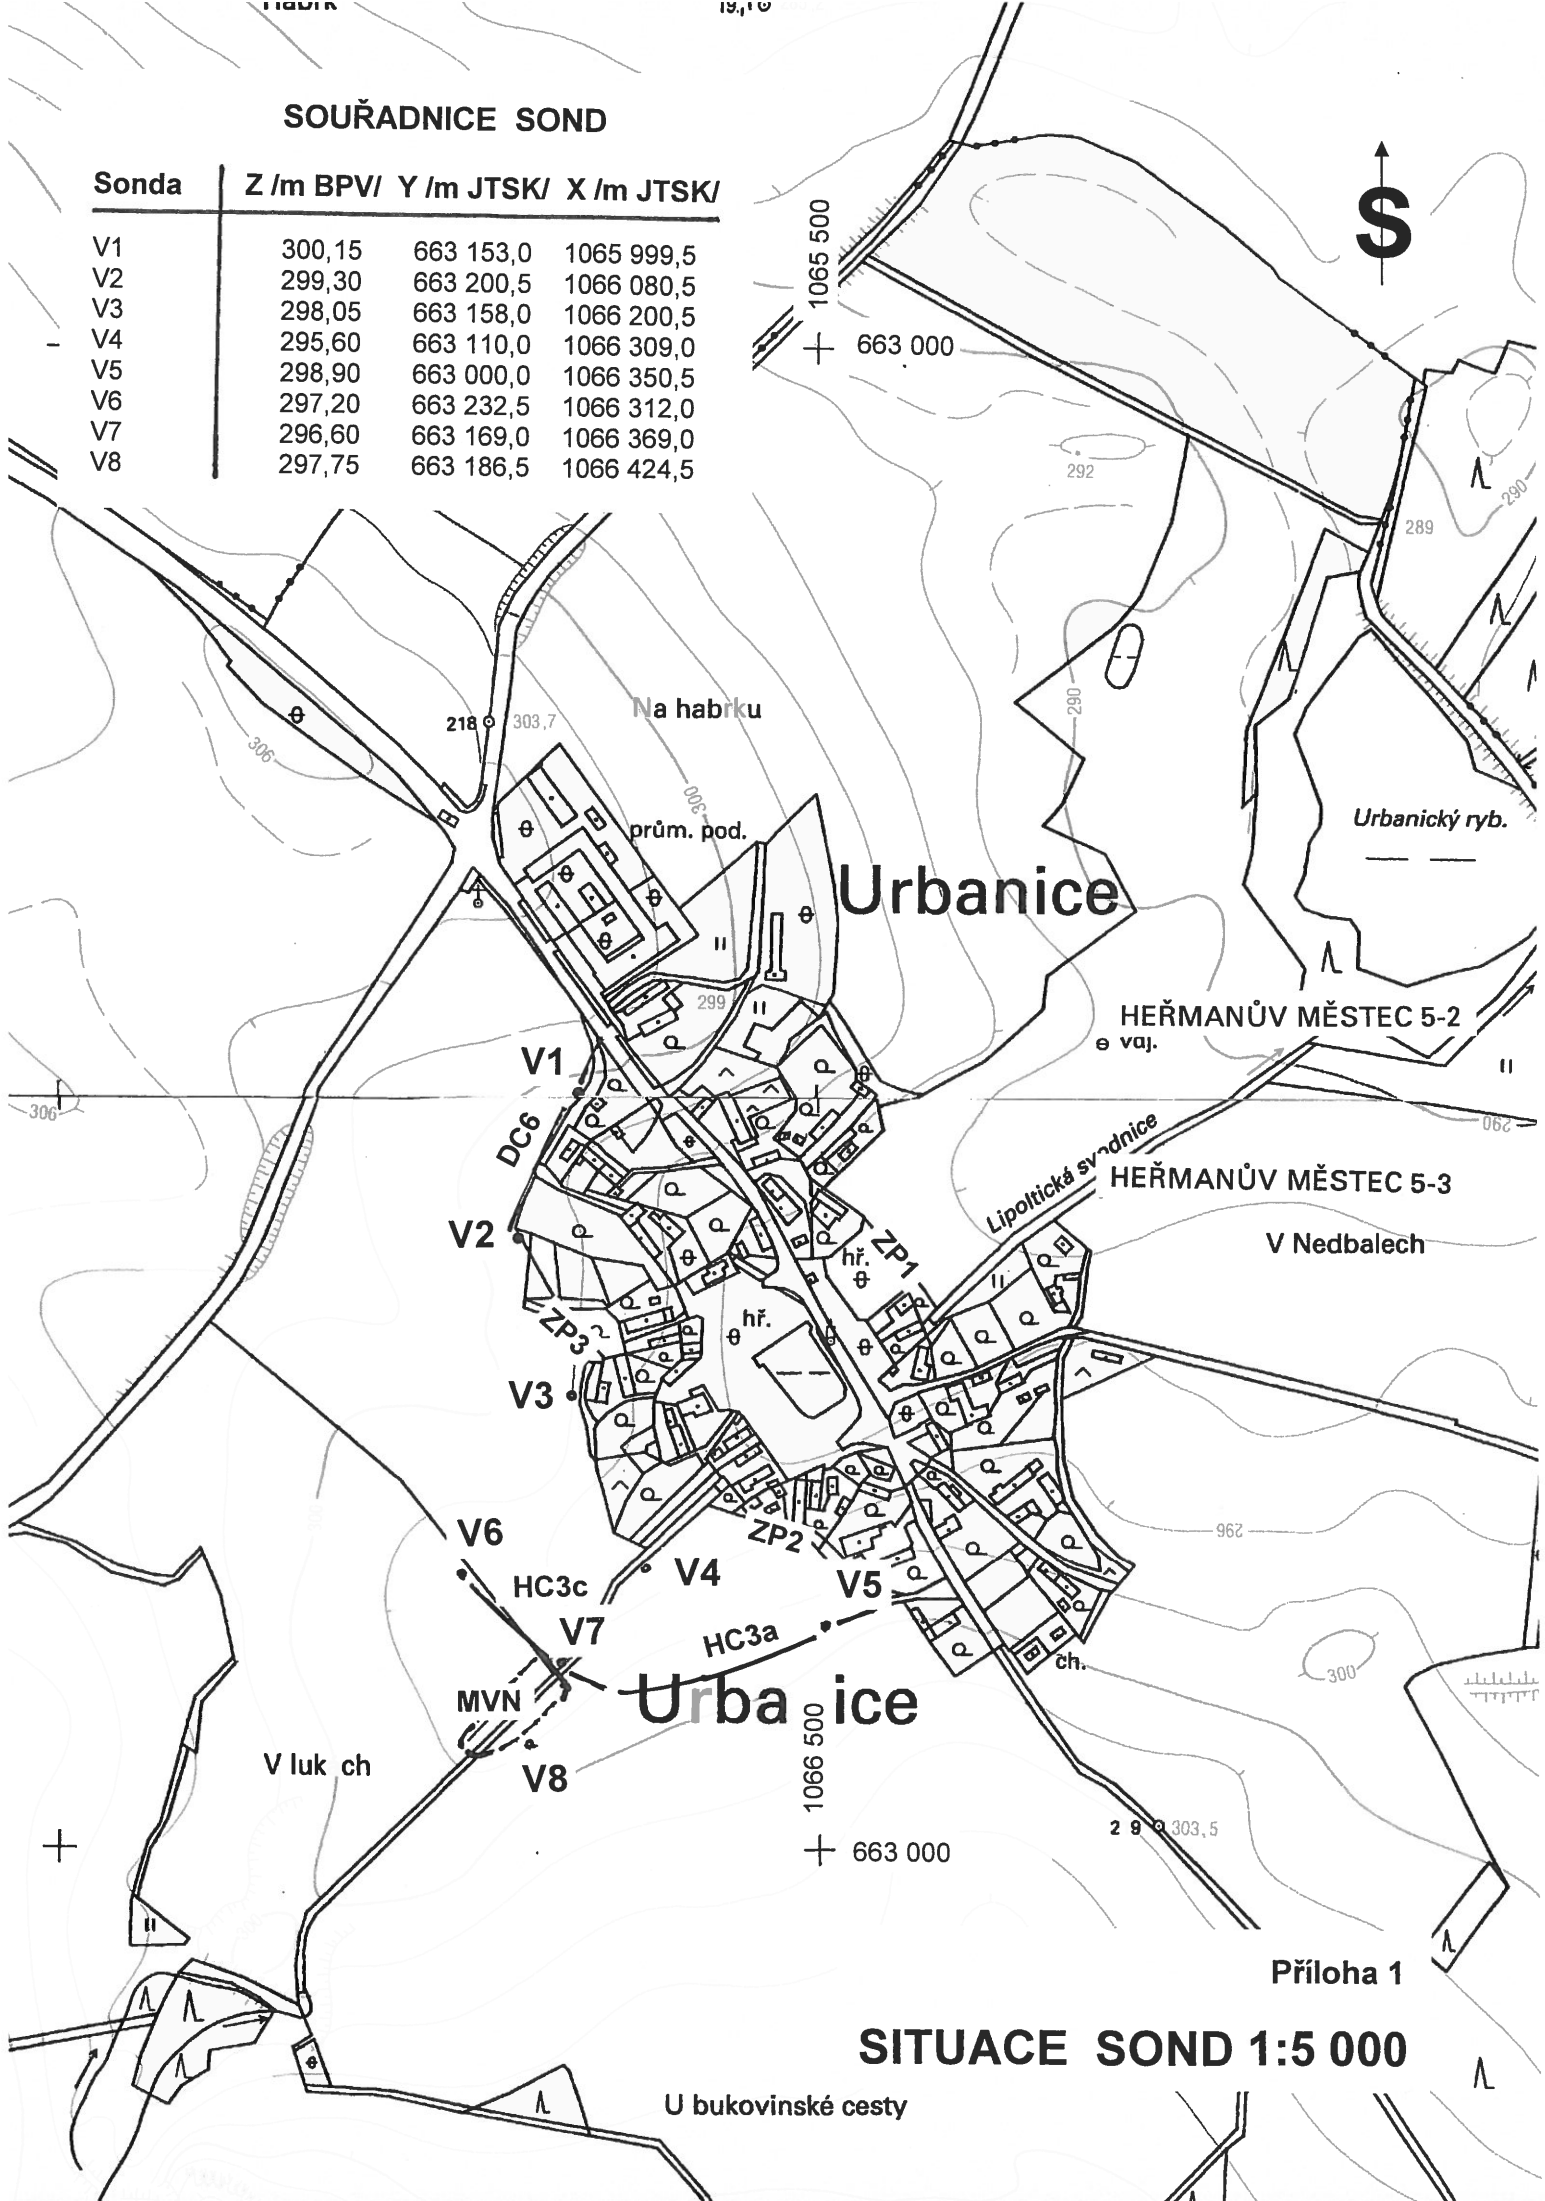 SOUŘADNICE SOND
Sonda Z /m BPV/ Y /m JTSK/ X /m JTSK/
V1 300,15 663 153,0 1065 999,5
V2 299,30 663 200,5 1066 080,5
V3 298,05 663 158,0 1066 200,5
V4 295,60 663 110,0 1066 309,0
V5 298,90 663 000,0 1066 350,5
V6 297,20 663 232,5 1066 312,0
V7 296,60 663 169,0 1066 369,0
V8 297,75 663 186,5 1066 424,5
S
1065 500
663 000
292
290
289
290
218 303,7
Na habrku
306
300
prům. pod.
Urbanický ryb.
Urbanice
299
HEŘMANŮV MĚSTEC 5-2
vdj.
V1
306
290
DC6
Lipoltická svodnice
HEŘMANŮV MĚSTEC 5-3
V2
ZP1
hř.
V Nedbalech
ZP3
hř.
V3
V6
ZP2
296
HC3c
V4
V5
V7
HC3a
čh.
300
MVN
Urba ice
1066 500
V luk ch
V8
2 9 303,5
663 000
Příloha 1
SITUACE SOND 1:5 000
U bukovinské cesty